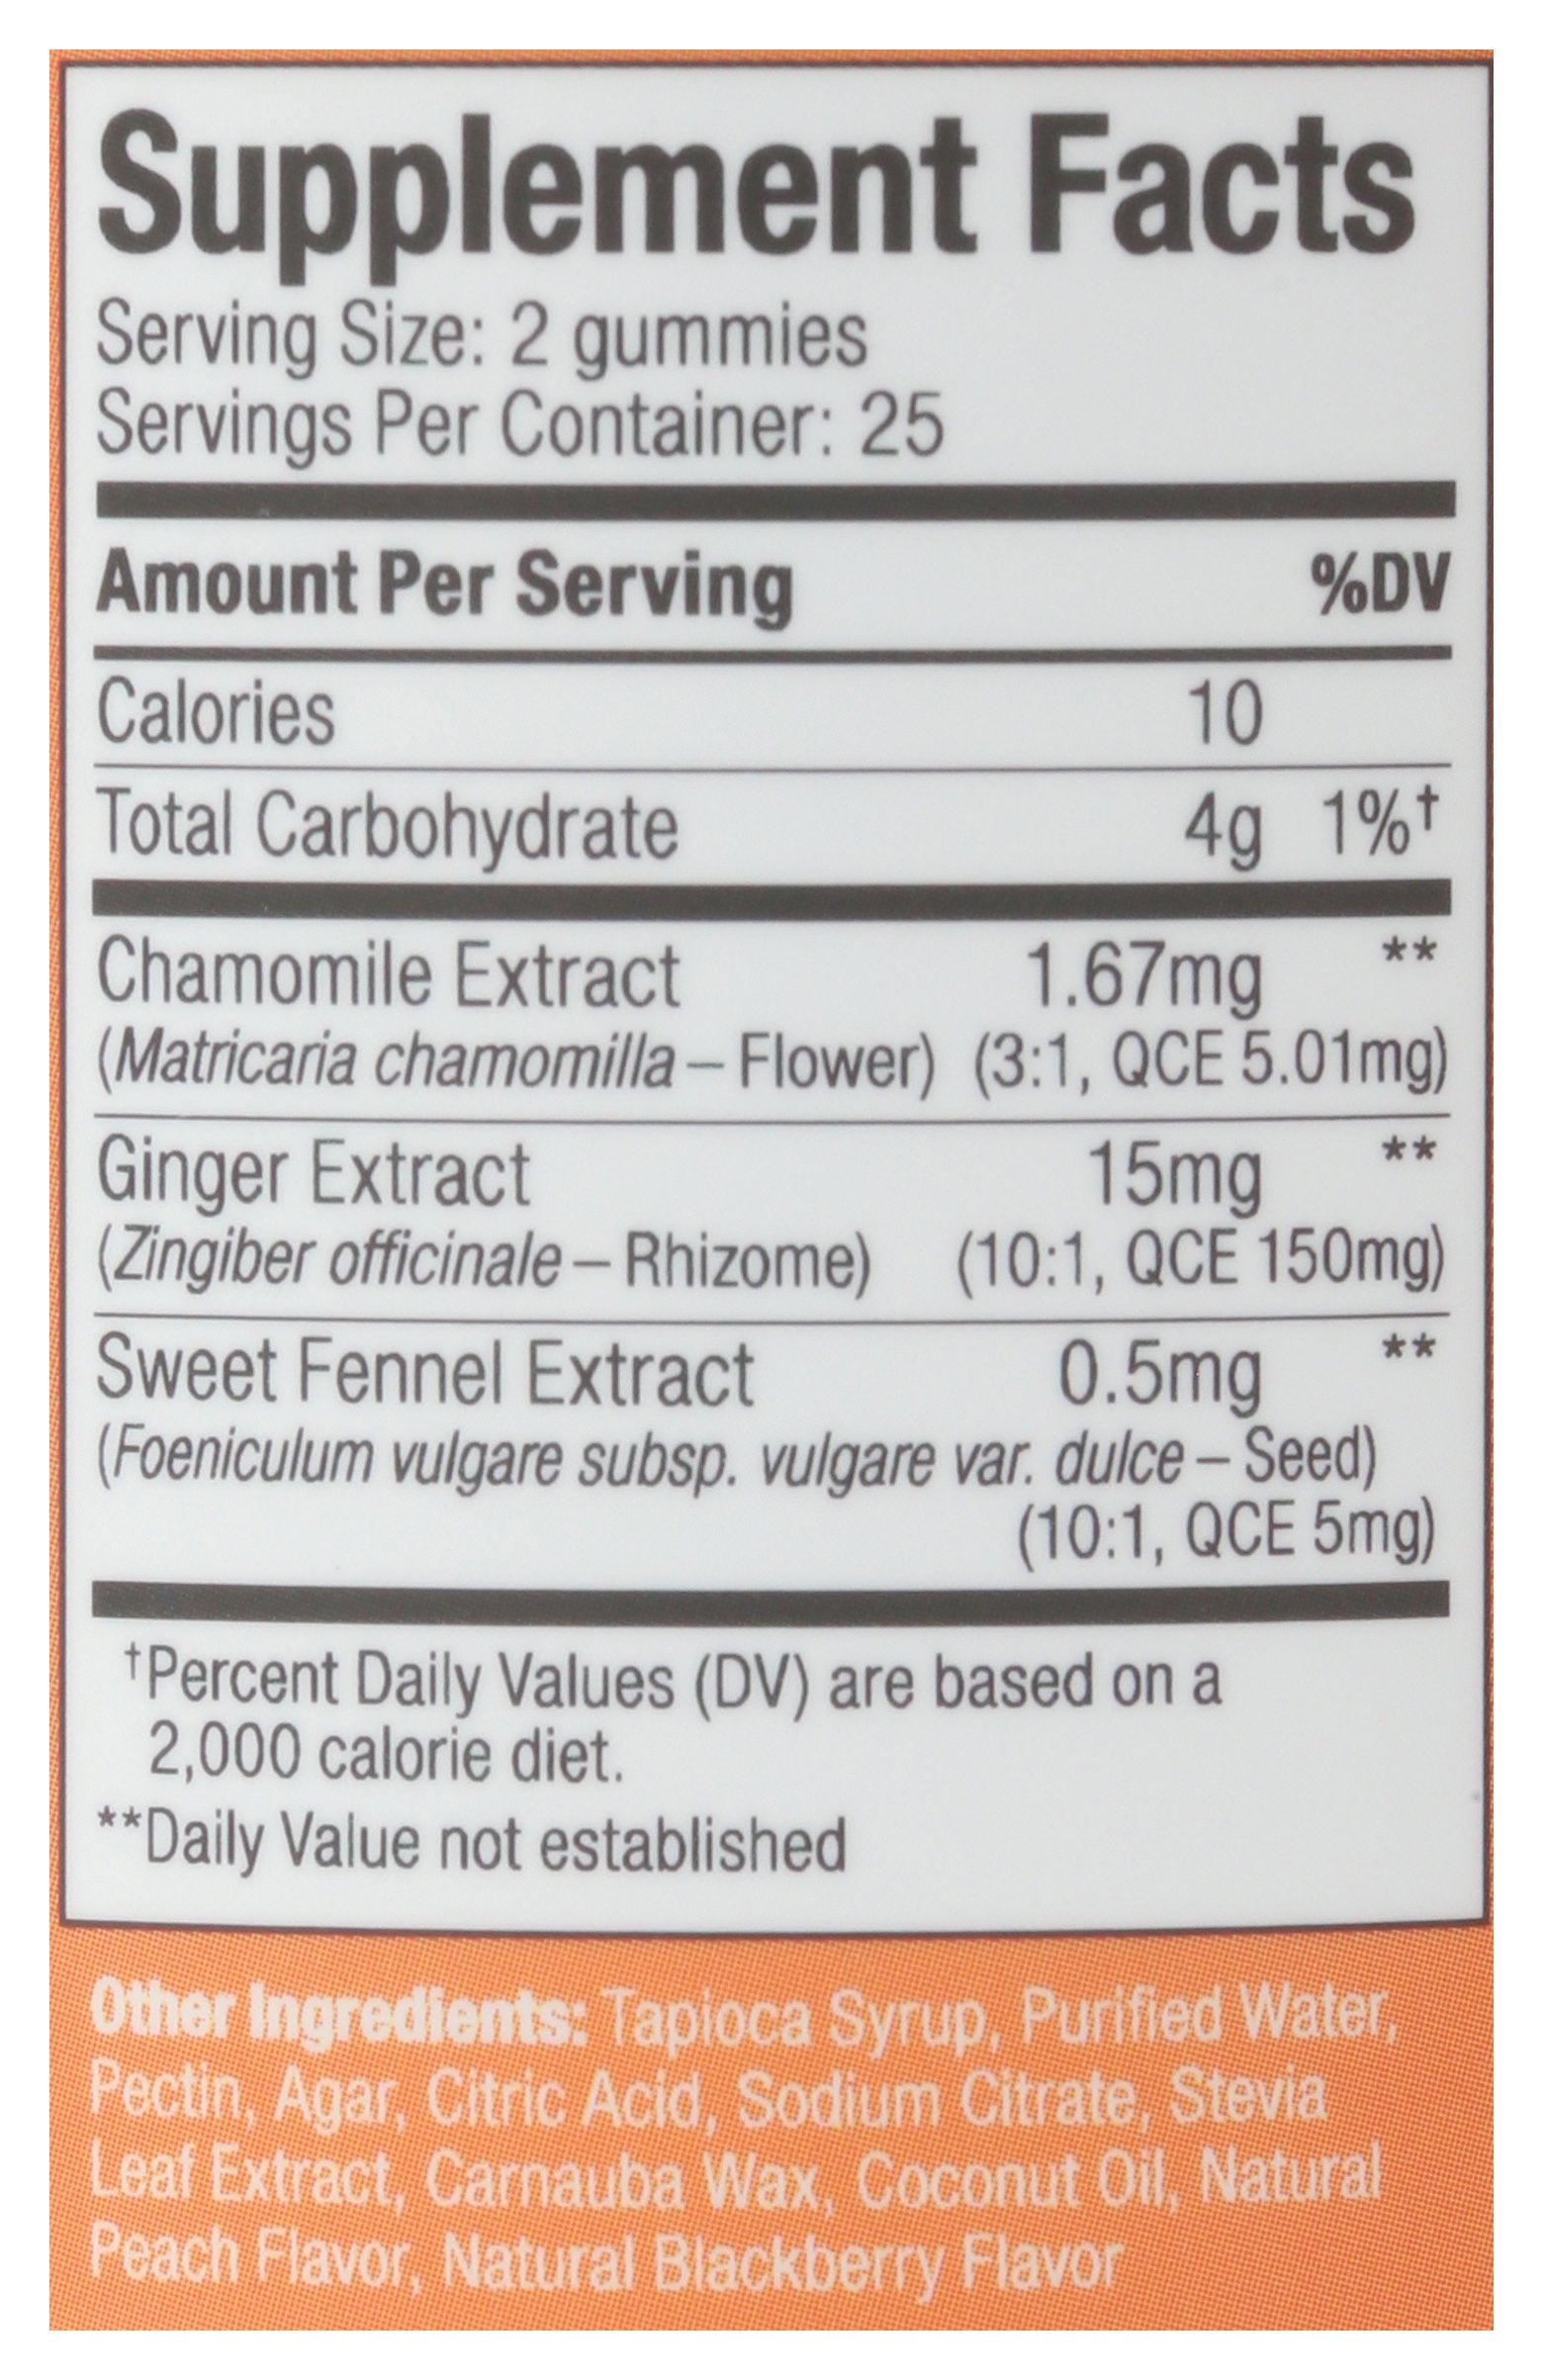 Supplement Facts
Serving Size: 2 gummies
Servings Per Container: 25
Amount Per Serving %DV
Calories 10
Total Carbohydrate 4g 1%†
Chamomile Extract 1.67mg **
(Matricaria chamomilla – Flower) (3:1, QCE 5.01mg)
Ginger Extract 15mg **
(Zingiber officinale – Rhizome) (10:1, QCE 150mg)
Sweet Fennel Extract 0.5mg **
(Foeniculum vulgare subsp. vulgare var. dulce – Seed)
(10:1, QCE 5mg)
†Percent Daily Values (DV) are based on a
2,000 calorie diet.
**Daily Value not established
Other Ingredients: Tapioca Syrup, Purified Water,
Pectin, Agar, Citric Acid, Sodium Citrate, Stevia
Leaf Extract, Carnauba Wax, Coconut Oil, Natural
Peach Flavor, Natural Blackberry Flavor